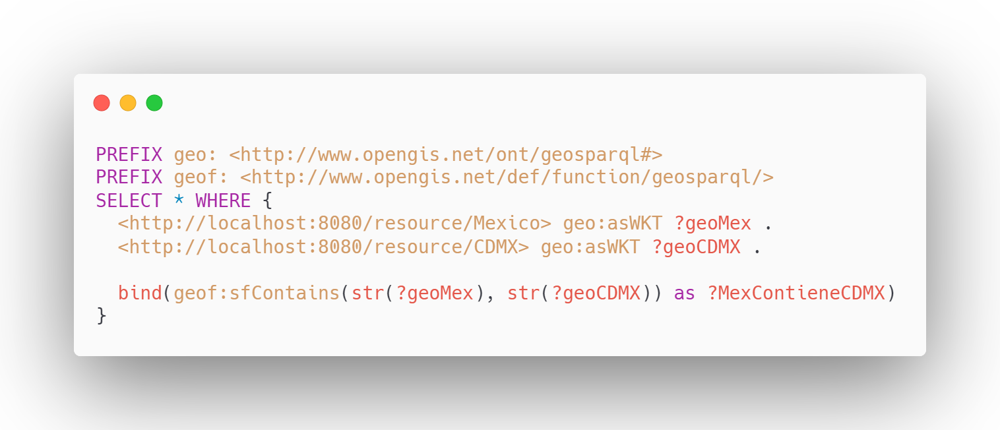 PREFIX geo: <http://www.opengis.net/ont/geosparql#>
PREFIX geof: <http://www.opengis.net/def/function/geosparql/>
SELECT * WHERE {
  <http://localhost:8080/resource/Mexico> geo:asWKT ?geoMex .
  <http://localhost:8080/resource/CDMX> geo:asWKT ?geoCDMX .

  bind(geof:sfContains(str(?geoMex), str(?geoCDMX)) as ?MexContieneCDMX)
}